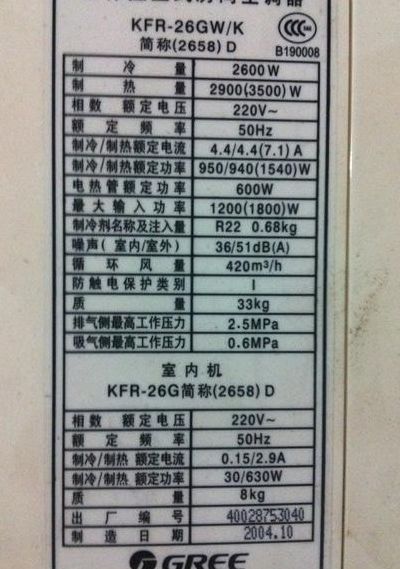 KFR-26GW/K
简称(2658) D
CCC
B190008
制 冷 量 2600W
制 热 量 2900(3500)W
相数 额定电压 220V~
额 定 频 率 50Hz
制冷/制热额定电流 4.4/4.4(7.1)A
制冷/制热额定功率 950/940(1540)W
电热管额定功率 600W
最大输入功率 1200(1800)W
制冷剂名称及注入量 R22 0.68kg
噪声(室内/室外) 36/51dB(A)
循 环 风 量 420m³/h
防触电保护类别 I
质 量 33kg
排气侧最高工作压力 2.5MPa
吸气侧最高工作压力 0.6MPa
室内机
KFR-26G简称(2658) D
相数 额定电压 220V~
额 定 频 率 50Hz
制冷/制热 额定电流 0.15/2.9A
制冷/制热 额定功率 30/630W
质 量 8kg
出 厂 编 号 40028753040
制 造 日 期 2004.10
GREE